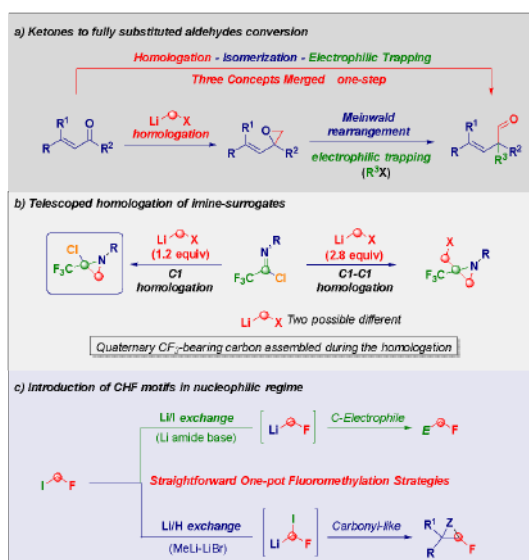 a) Ketones to fully substituted aldehydes conversion
Homologation - Isomerization - Electrophilic Trapping
Three Concepts Merged one-step
R¹ O
R R²
Li X
homologation
R¹ O
R R²
Meinwald
rearrangement
electrophilic trapping
(R³X)
R¹ O
R R³ R²
b) Telescoped homologation of imine-surrogates
Cl N R
F₃C
Li X
(1.2 equiv)
C1
homologation
N R
F₃C Cl
Li X
(2.8 equiv)
C1-C1
homologation
X
N R
F₃C
Li X Two possible different
Quaternary CF₃-bearing carbon assembled during the homologation
c) Introduction of CHF motifs in nucleophilic regime
Li/I exchange
(Li amide base)
Li F
C-Electrophile
E F
I F
Straightforward One-pot Fluoromethylation Strategies
Li/H exchange
(MeLi-LiBr)
I
Li F
Carbonyl-like
R¹ Z
R F